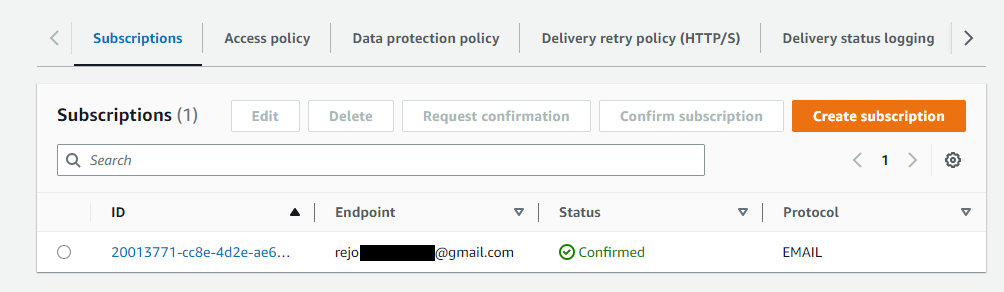 Subscriptions Access policy Data protection policy Delivery retry policy (HTTP/S) Delivery status logging
Subscriptions (1) Edit Delete Request confirmation Confirm subscription Create subscription
Search 1
ID Endpoint Status Protocol
20013771-cc8e-4d2e-ae6... rejo @gmail.com Confirmed EMAIL